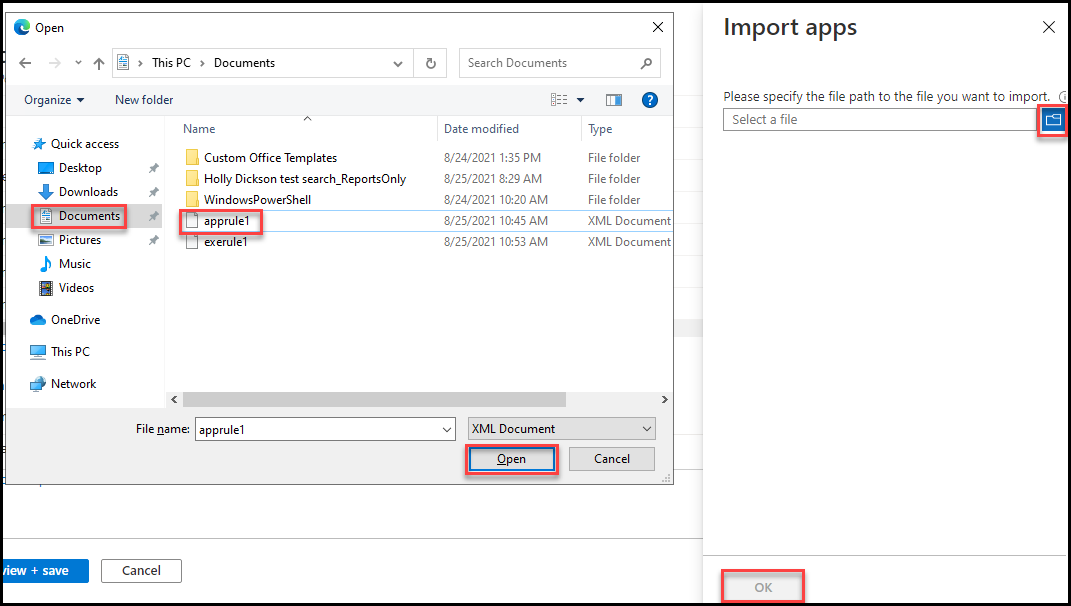 Open
Import apps
This PC
Documents
Search Documents
Organize
New folder
Please specify the file path to the file you want to import.
Select a file
Name
Date modified
Type
Quick access
Desktop
Downloads
Documents
Pictures
Music
Videos
OneDrive
This PC
Network
Custom Office Templates 8/24/2021 1:35 PM File folder
Holly Dickson test search_ReportsOnly 8/25/2021 8:29 AM File folder
WindowsPowerShell 8/24/2021 10:20 AM File folder
apprule1 8/25/2021 10:45 AM XML Document
exerule1 8/25/2021 10:53 AM XML Document
File name: apprule1
XML Document
Open
Cancel
view + save
Cancel
OK